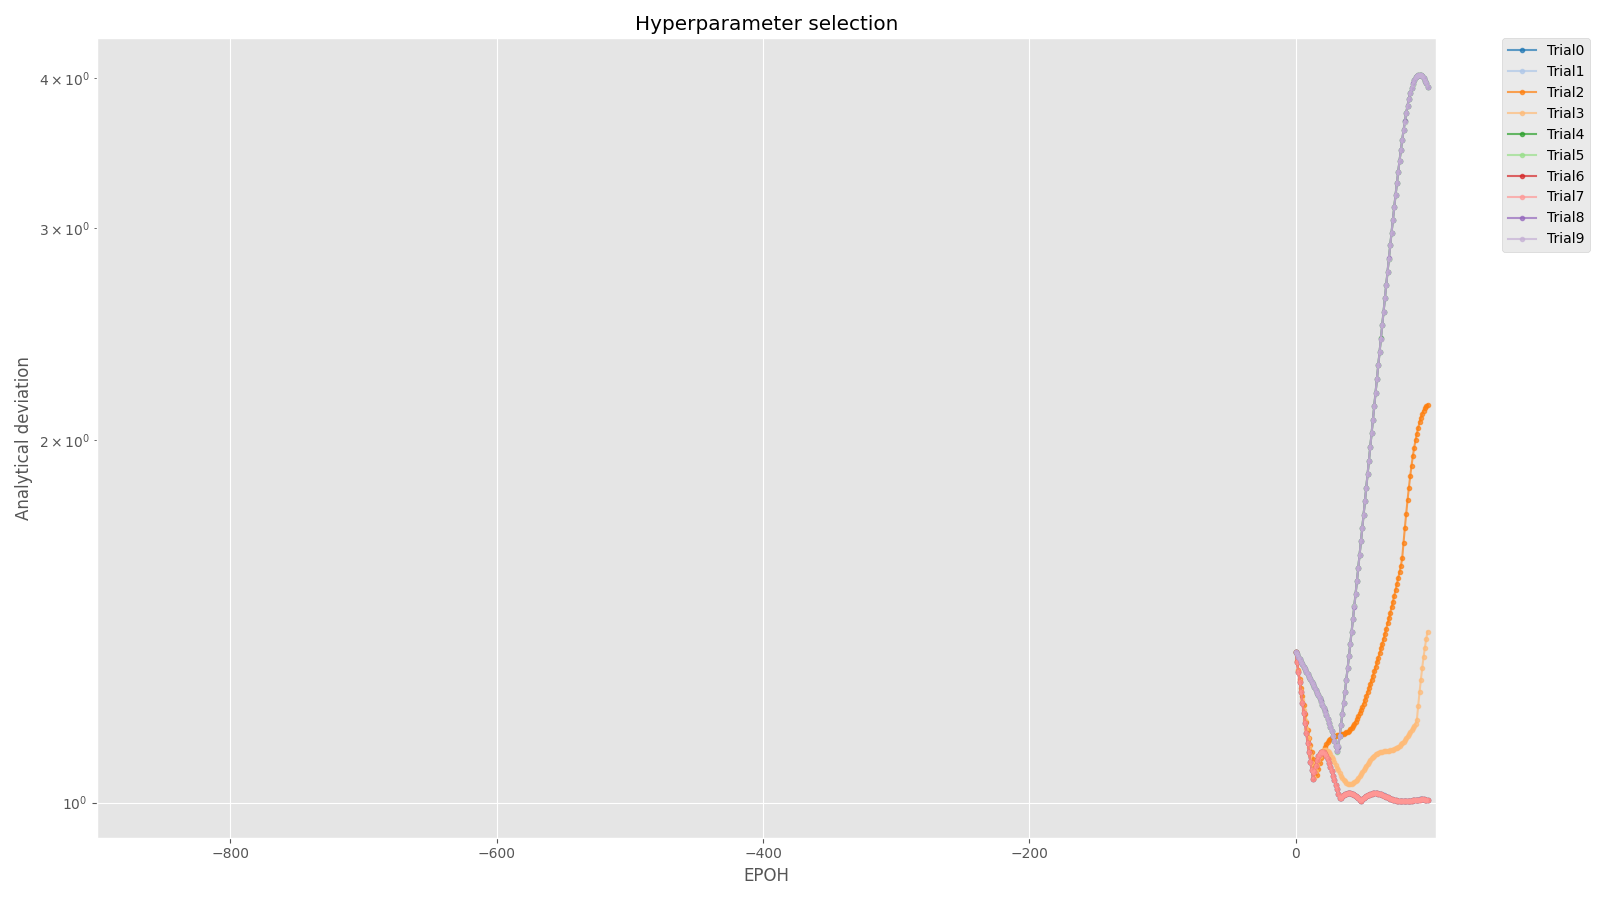 Hyperparameter selection
4 × 10⁰
3 × 10⁰
2 × 10⁰
10⁰
Analytical deviation
−800
−600
−400
−200
0
EPOH
Trial0
Trial1
Trial2
Trial3
Trial4
Trial5
Trial6
Trial7
Trial8
Trial9